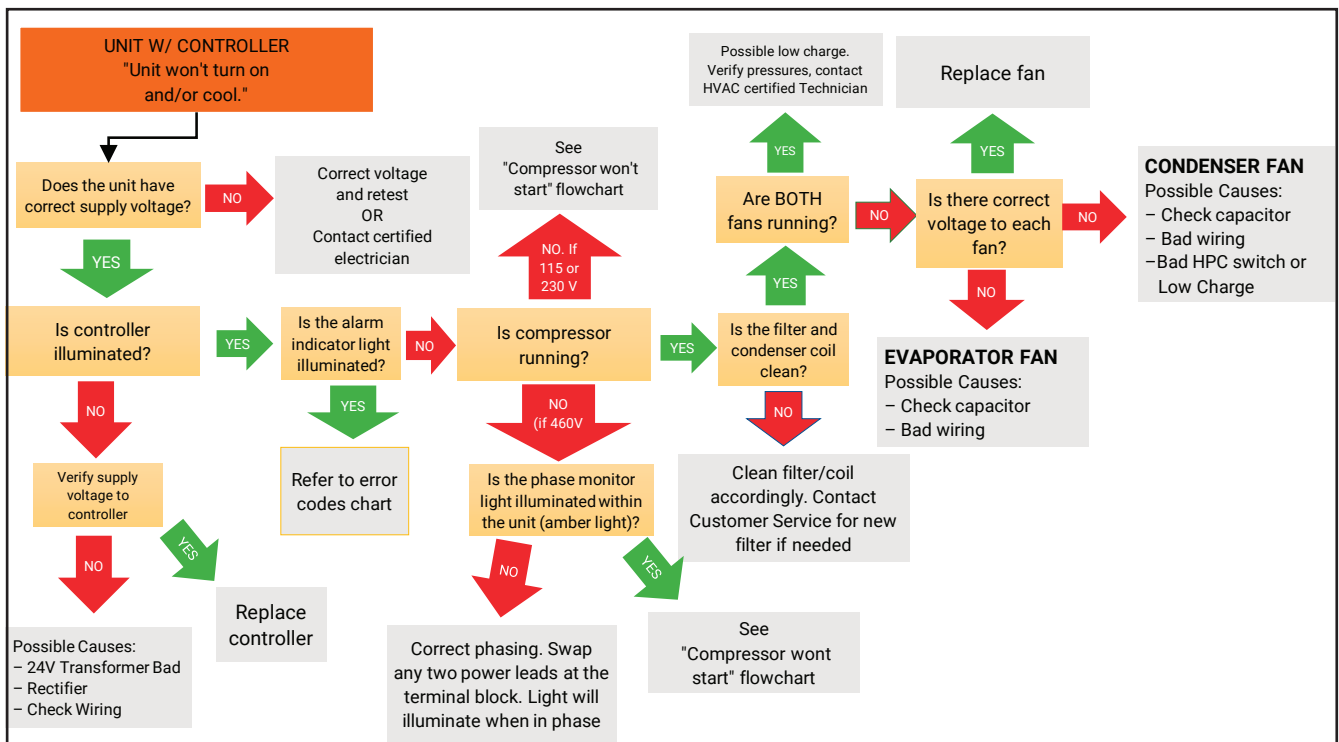 UNIT W/ CONTROLLER
"Unit won't turn on
and/or cool."
Does the unit have
correct supply voltage?
NO
Correct voltage
and retest
OR
Contact certified
electrician
YES
Is controller
illuminated?
YES
Is the alarm
indicator light
illuminated?
NO
Is compressor
running?
YES
Is the filter and
condenser coil
clean?
NO
Verify supply
voltage to
controller
NO
Possible Causes:
– 24V Transformer Bad
– Rectifier
– Check Wiring
YES
Replace
controller
YES
Refer to error
codes chart
NO. If
115 or
230 V
See
"Compressor won't
start" flowchart
NO
(if 460V
Is the phase monitor
light illuminated within
the unit (amber light)?
NO
Correct phasing. Swap
any two power leads at the
terminal block. Light will
illuminate when in phase
YES
See
"Compressor wont
start" flowchart
NO
Clean filter/coil
accordingly. Contact
Customer Service for new
filter if needed
YES
Are BOTH
fans running?
YES
Possible low charge.
Verify pressures, contact
HVAC certified Technician
NO
Is there correct
voltage to each
fan?
YES
Replace fan
NO
CONDENSER FAN
Possible Causes:
– Check capacitor
– Bad wiring
–Bad HPC switch or
Low Charge
NO
EVAPORATOR FAN
Possible Causes:
– Check capacitor
– Bad wiring